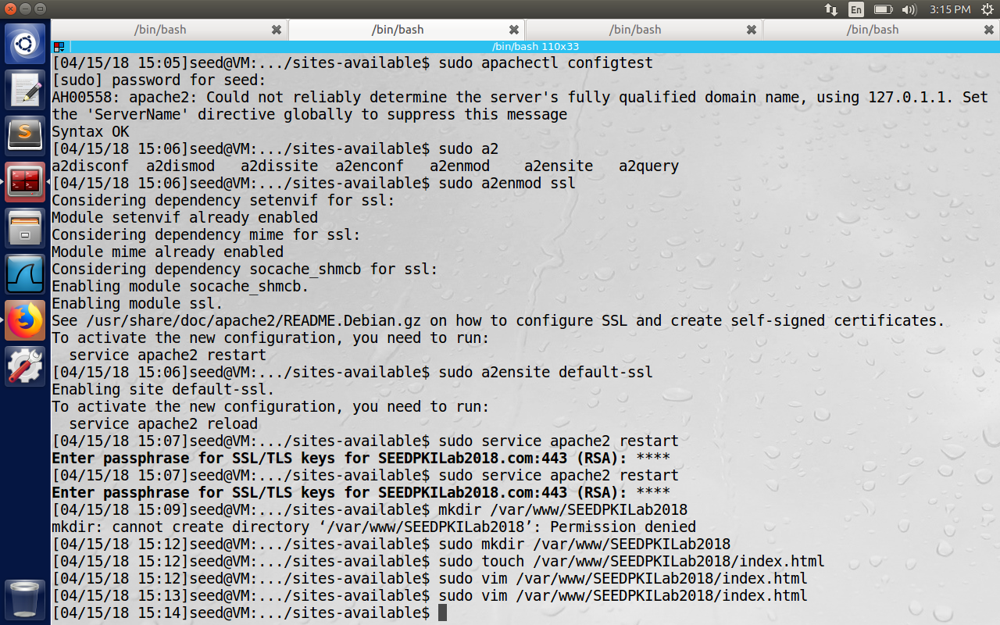 En
3:15 PM
/bin/bash
/bin/bash
/bin/bash
/bin/bash
/bin/bash 110x33
[04/15/18 15:05]seed@VM:.../sites-available$ sudo apachectl configtest
[sudo] password for seed:
AH00558: apache2: Could not reliably determine the server's fully qualified domain name, using 127.0.1.1. Set
the 'ServerName' directive globally to suppress this message
Syntax OK
[04/15/18 15:06]seed@VM:.../sites-available$ sudo a2
a2disconf  a2dismod   a2dissite  a2enconf   a2enmod    a2ensite   a2query
[04/15/18 15:06]seed@VM:.../sites-available$ sudo a2enmod ssl
Considering dependency setenvif for ssl:
Module setenvif already enabled
Considering dependency mime for ssl:
Module mime already enabled
Considering dependency socache_shmcb for ssl:
Enabling module socache_shmcb.
Enabling module ssl.
See /usr/share/doc/apache2/README.Debian.gz on how to configure SSL and create self-signed certificates.
To activate the new configuration, you need to run:
  service apache2 restart
[04/15/18 15:06]seed@VM:.../sites-available$ sudo a2ensite default-ssl
Enabling site default-ssl.
To activate the new configuration, you need to run:
  service apache2 reload
[04/15/18 15:07]seed@VM:.../sites-available$ sudo service apache2 restart
Enter passphrase for SSL/TLS keys for SEEDPKILab2018.com:443 (RSA): ****
[04/15/18 15:07]seed@VM:.../sites-available$ sudo service apache2 restart
Enter passphrase for SSL/TLS keys for SEEDPKILab2018.com:443 (RSA): ****
[04/15/18 15:09]seed@VM:.../sites-available$ mkdir /var/www/SEEDPKILab2018
mkdir: cannot create directory ‘/var/www/SEEDPKILab2018’: Permission denied
[04/15/18 15:12]seed@VM:.../sites-available$ sudo mkdir /var/www/SEEDPKILab2018
[04/15/18 15:12]seed@VM:.../sites-available$ sudo touch /var/www/SEEDPKILab2018/index.html
[04/15/18 15:12]seed@VM:.../sites-available$ sudo vim /var/www/SEEDPKILab2018/index.html
[04/15/18 15:13]seed@VM:.../sites-available$ sudo vim /var/www/SEEDPKILab2018/index.html
[04/15/18 15:14]seed@VM:.../sites-available$